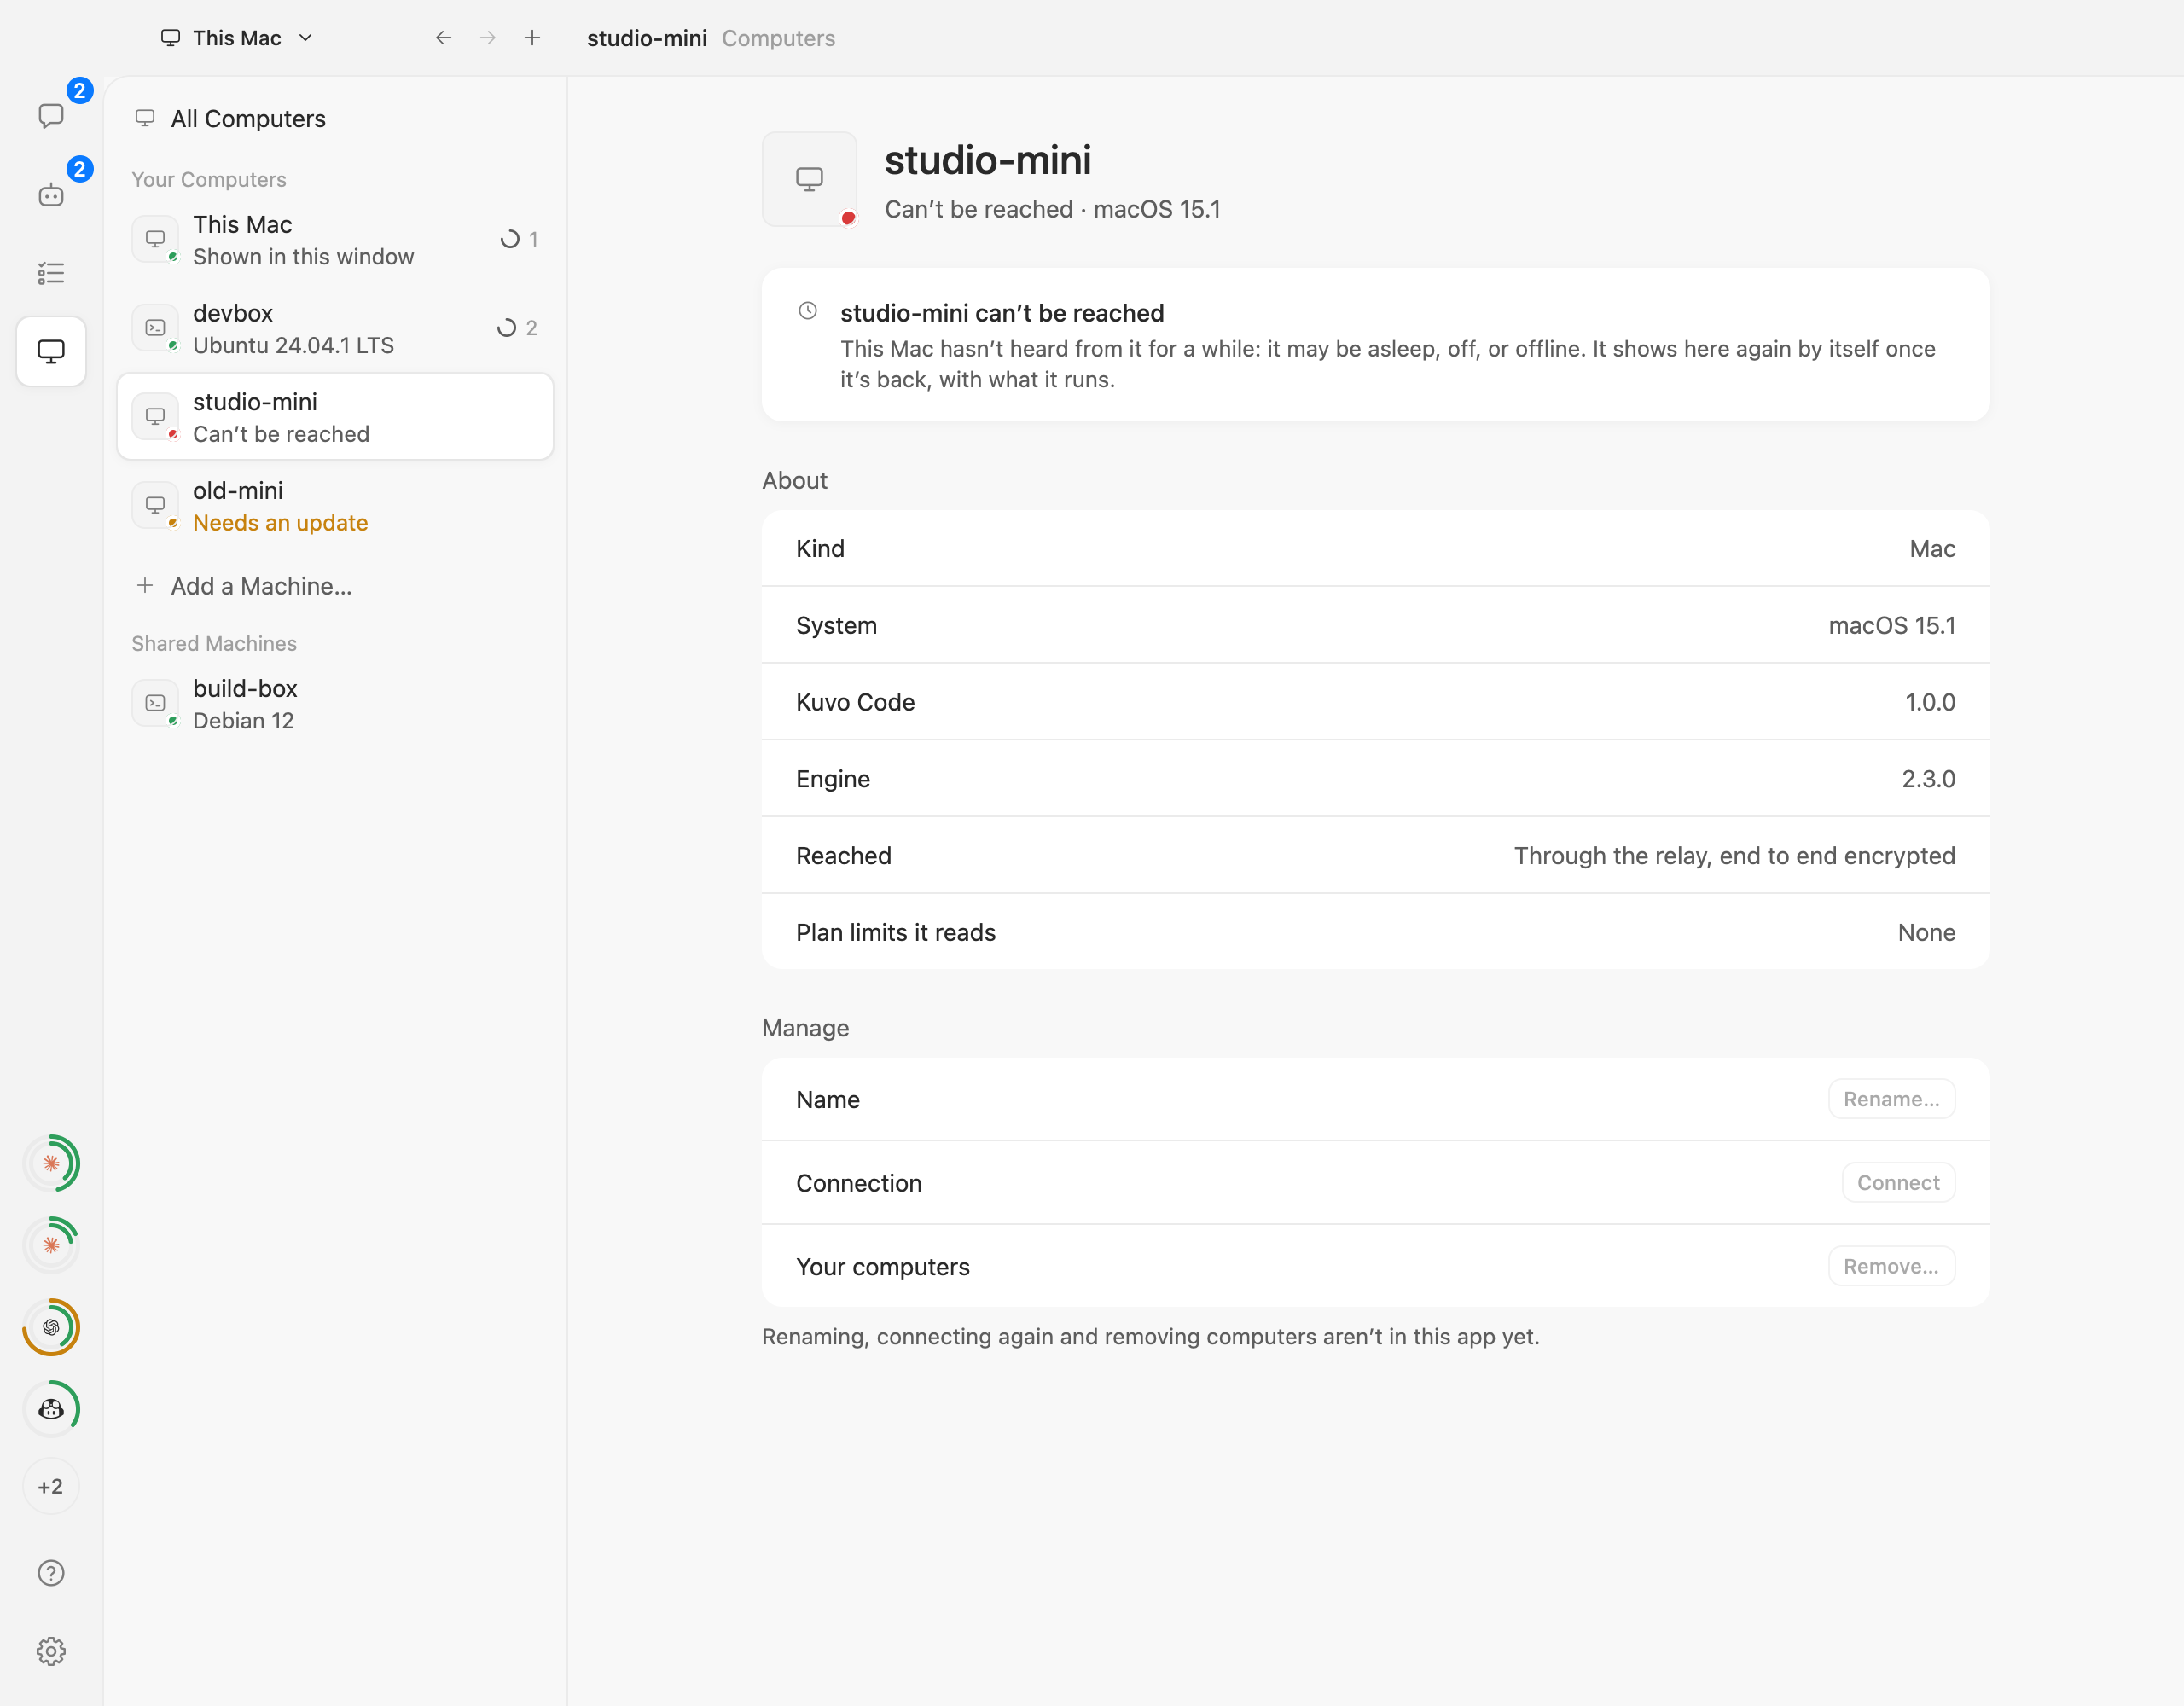 This Mac
studio-mini Computers
2
2
All Computers
Your Computers
This Mac
Shown in this window
1
devbox
Ubuntu 24.04.1 LTS
2
studio-mini
Can’t be reached
old-mini
Needs an update
Add a Machine...
Shared Machines
build-box
Debian 12
+2
studio-mini
Can’t be reached · macOS 15.1
studio-mini can’t be reached
This Mac hasn’t heard from it for a while: it may be asleep, off, or offline. It shows here again by itself once
it’s back, with what it runs.
About
Kind Mac
System macOS 15.1
Kuvo Code 1.0.0
Engine 2.3.0
Reached Through the relay, end to end encrypted
Plan limits it reads None
Manage
Name Rename...
Connection Connect
Your computers Remove...
Renaming, connecting again and removing computers aren’t in this app yet.